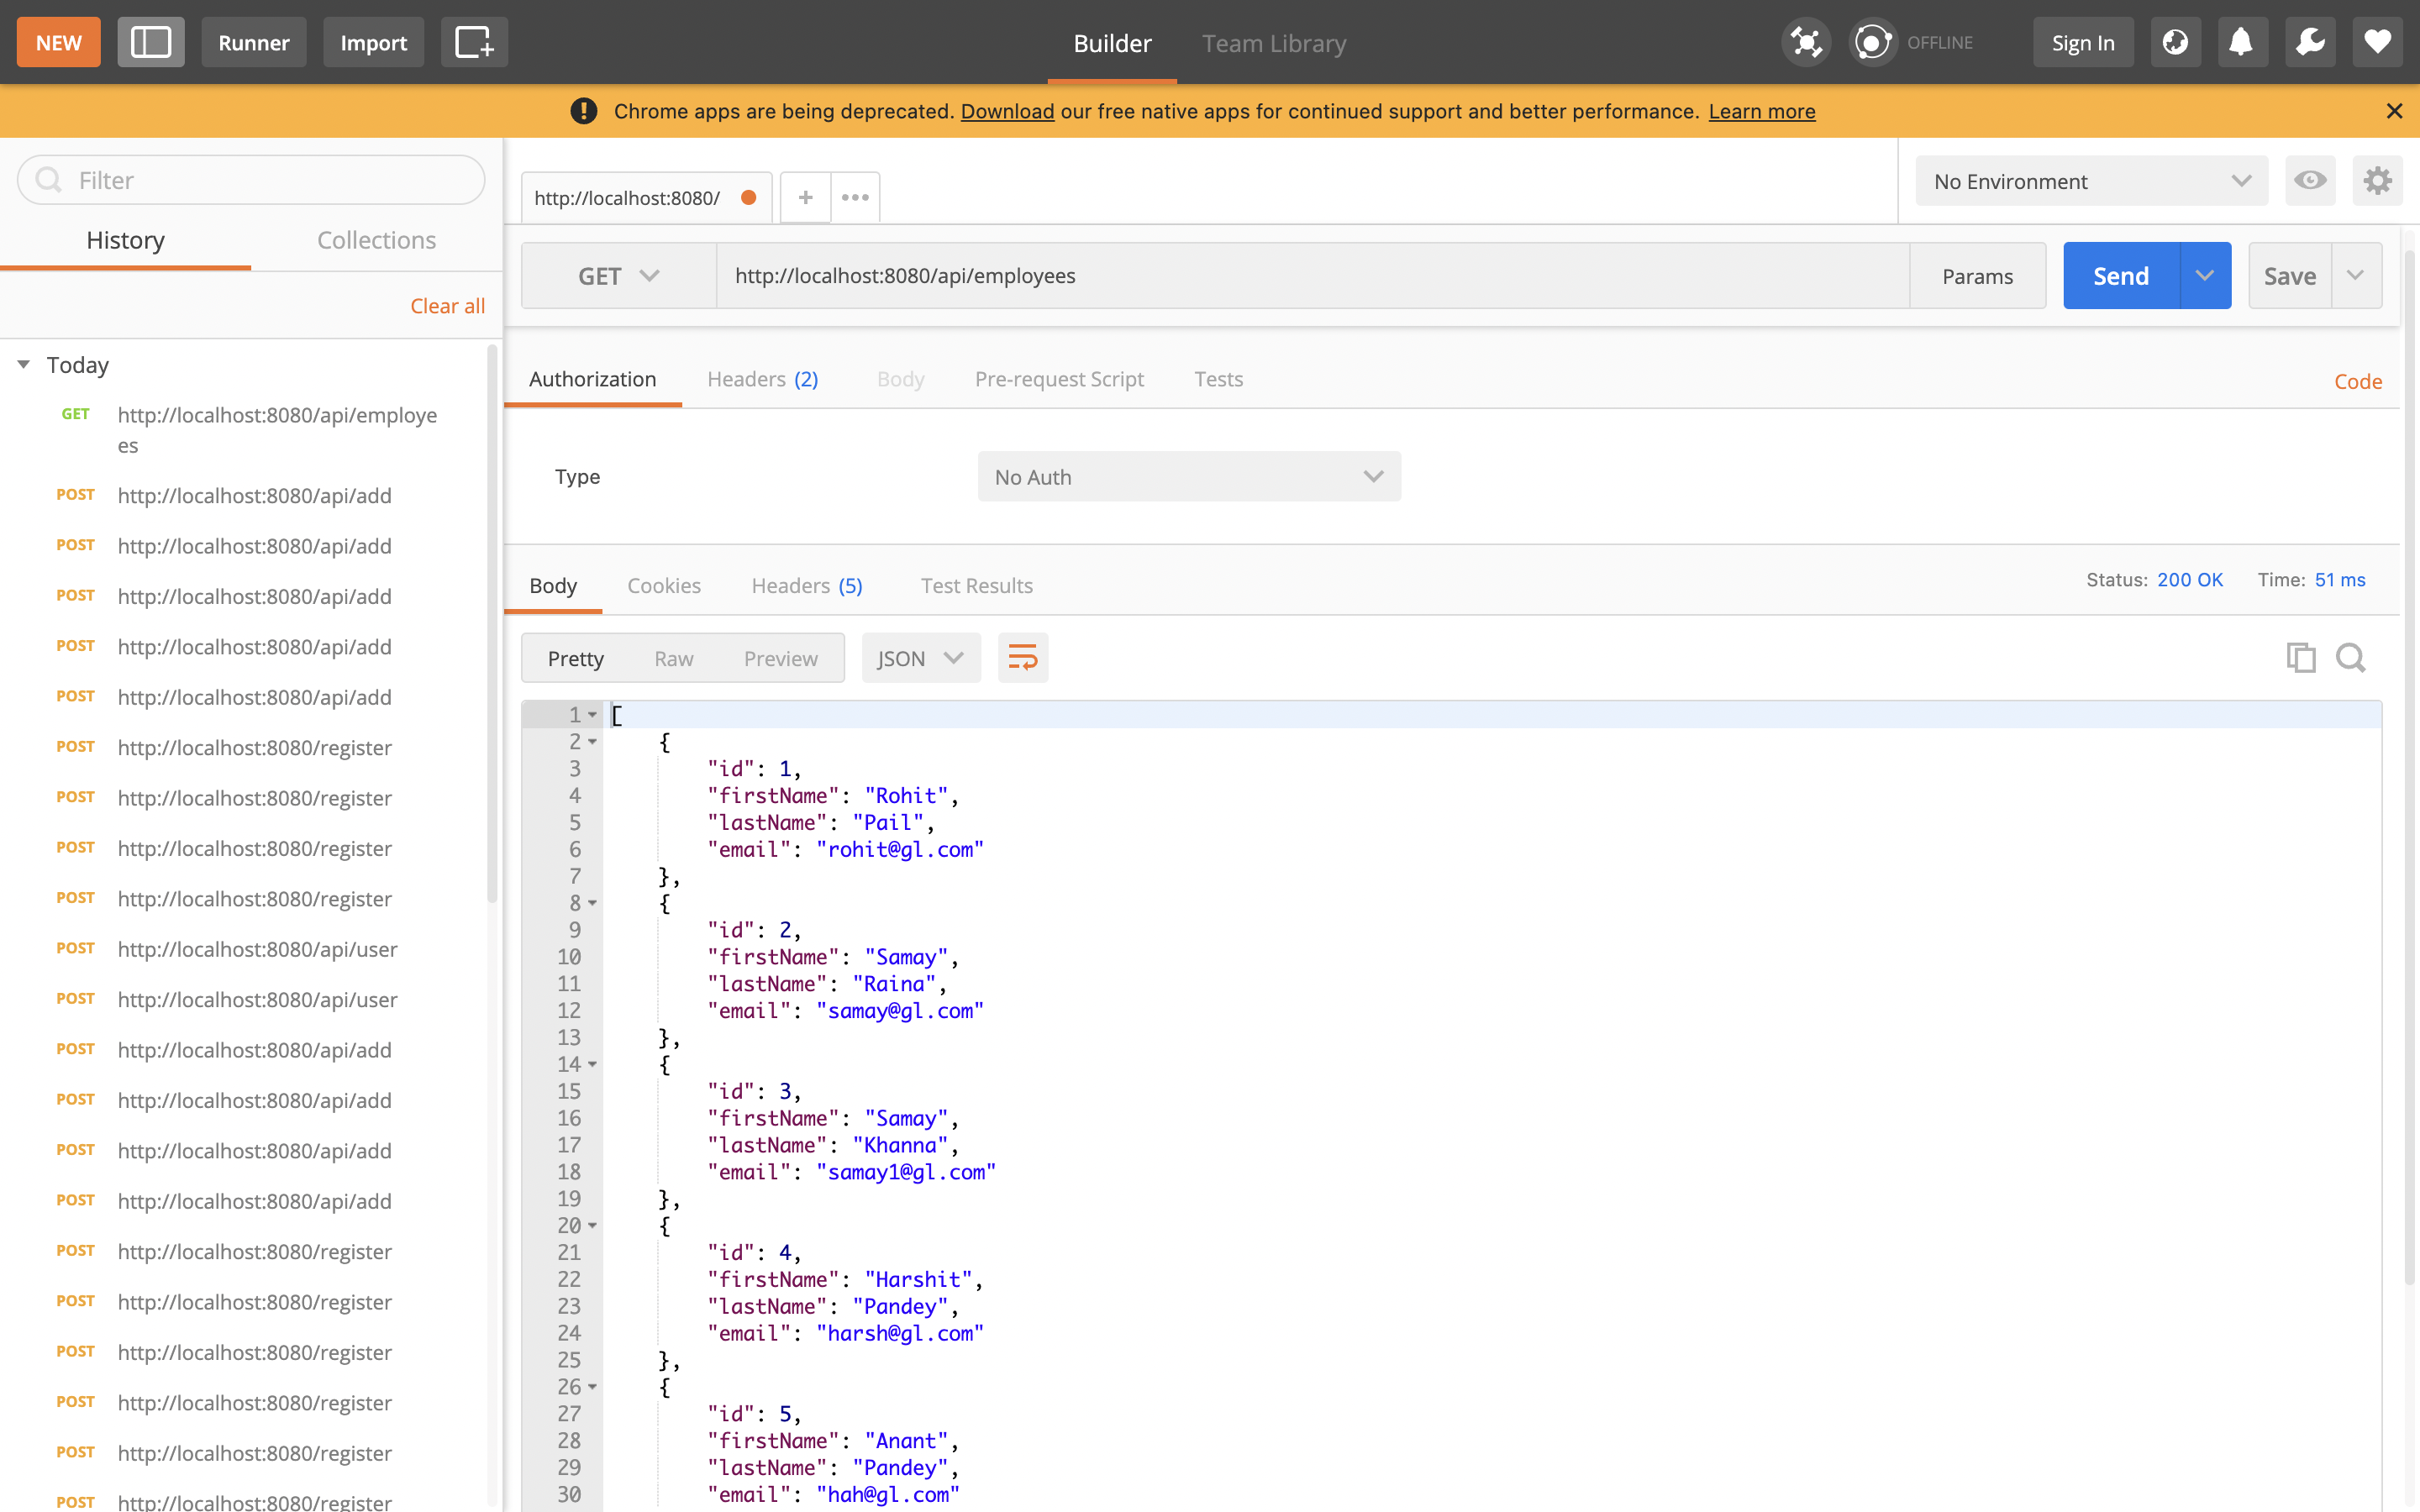 NEW Runner Import Builder Team Library OFFLINE Sign In
Chrome apps are being deprecated. Download our free native apps for continued support and better performance. Learn more
Filter
History Collections
Clear all
Today
GET http://localhost:8080/api/employe
es
POST http://localhost:8080/api/add
POST http://localhost:8080/api/add
POST http://localhost:8080/api/add
POST http://localhost:8080/api/add
POST http://localhost:8080/api/add
POST http://localhost:8080/register
POST http://localhost:8080/register
POST http://localhost:8080/register
POST http://localhost:8080/register
POST http://localhost:8080/api/user
POST http://localhost:8080/api/user
POST http://localhost:8080/api/add
POST http://localhost:8080/api/add
POST http://localhost:8080/api/add
POST http://localhost:8080/api/add
POST http://localhost:8080/register
POST http://localhost:8080/register
POST http://localhost:8080/register
POST http://localhost:8080/register
POST http://localhost:8080/register
POST http://localhost:8080/register
http://localhost:8080/ + ••• No Environment
GET http://localhost:8080/api/employees Params Send Save
Authorization Headers (2) Body Pre-request Script Tests Code
Type No Auth
Body Cookies Headers (5) Test Results Status: 200 OK Time: 51 ms
Pretty Raw Preview JSON
1 [
2 {
3 "id": 1,
4 "firstName": "Rohit",
5 "lastName": "Pail",
6 "email": "rohit@gl.com"
7 },
8 {
9 "id": 2,
10 "firstName": "Samay",
11 "lastName": "Raina",
12 "email": "samay@gl.com"
13 },
14 {
15 "id": 3,
16 "firstName": "Samay",
17 "lastName": "Khanna",
18 "email": "samay1@gl.com"
19 },
20 {
21 "id": 4,
22 "firstName": "Harshit",
23 "lastName": "Pandey",
24 "email": "harsh@gl.com"
25 },
26 {
27 "id": 5,
28 "firstName": "Anant",
29 "lastName": "Pandey",
30 "email": "hah@gl.com"